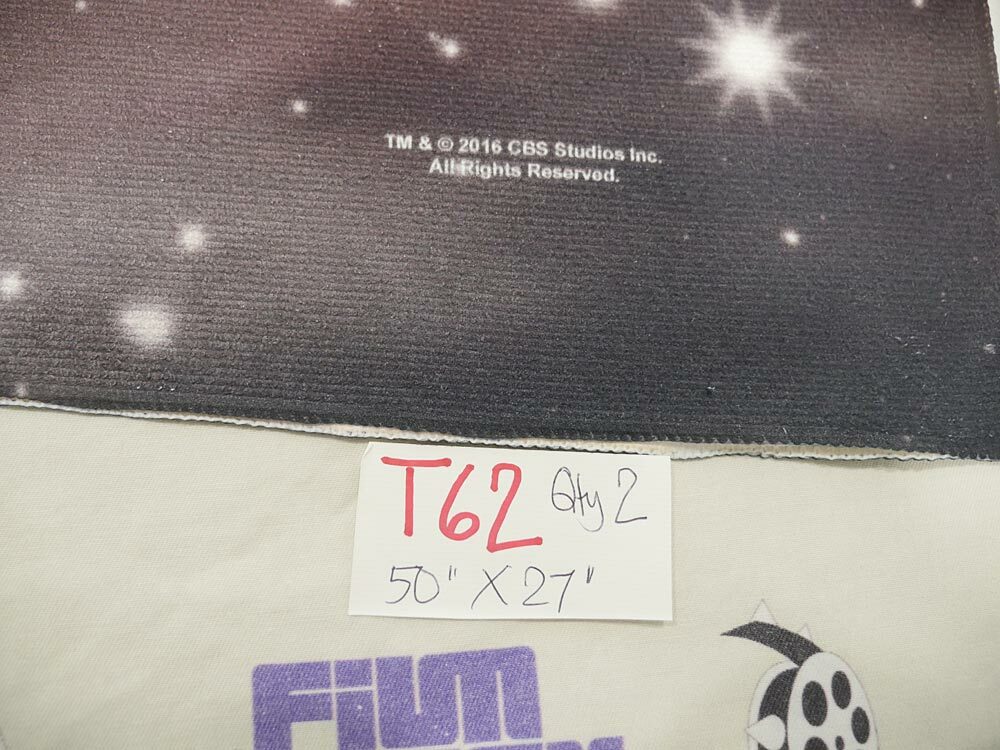 TM & © 2016 CBS Studios Inc.
All Rights Reserved.
T62 Qty 2
50" X 27"
FILM